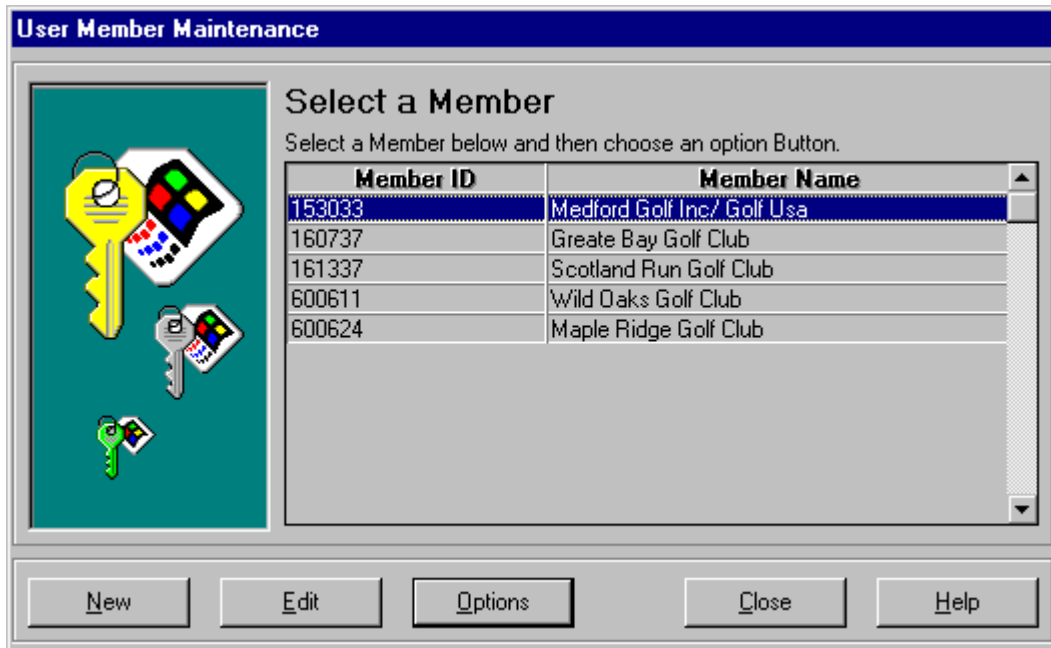 User Member Maintenance
Select a Member
Select a Member below and then choose an option Button.
Member ID Member Name
153033 Medford Golf Inc/ Golf Usa
160737 Greate Bay Golf Club
161337 Scotland Run Golf Club
600611 Wild Oaks Golf Club
600624 Maple Ridge Golf Club
New Edit Options Close Help